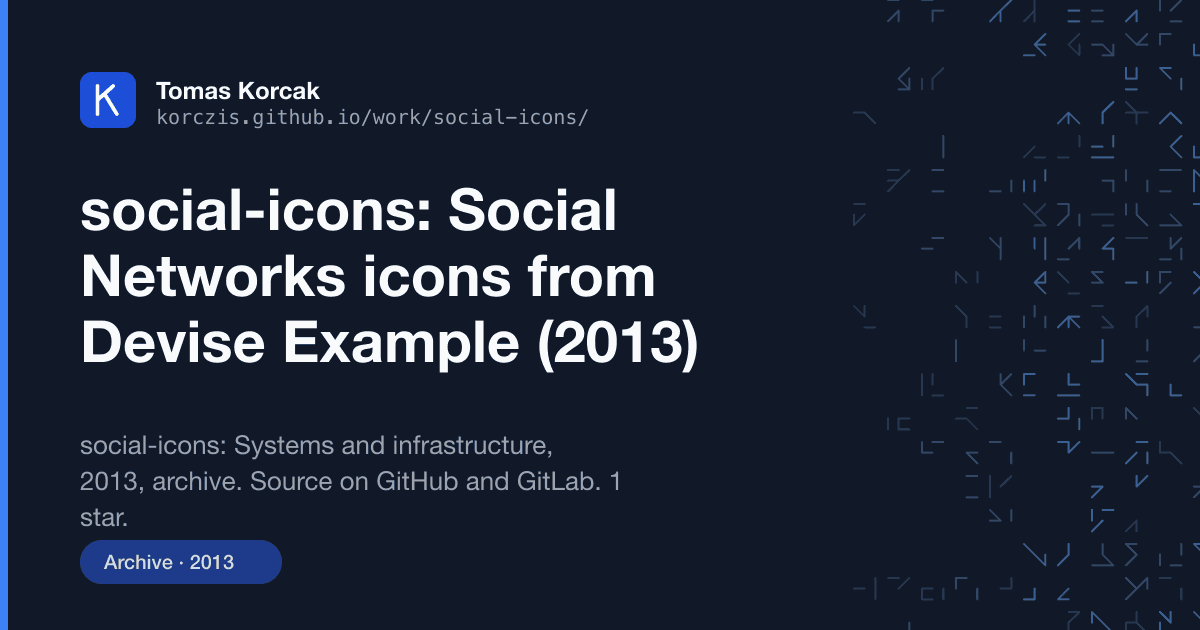 K
Tomas Korcak
korczis.github.io/work/social-icons/
social-icons: Social
Networks icons from
Devise Example (2013)
social-icons: Systems and infrastructure,
2013, archive. Source on GitHub and GitLab. 1
star.
Archive · 2013